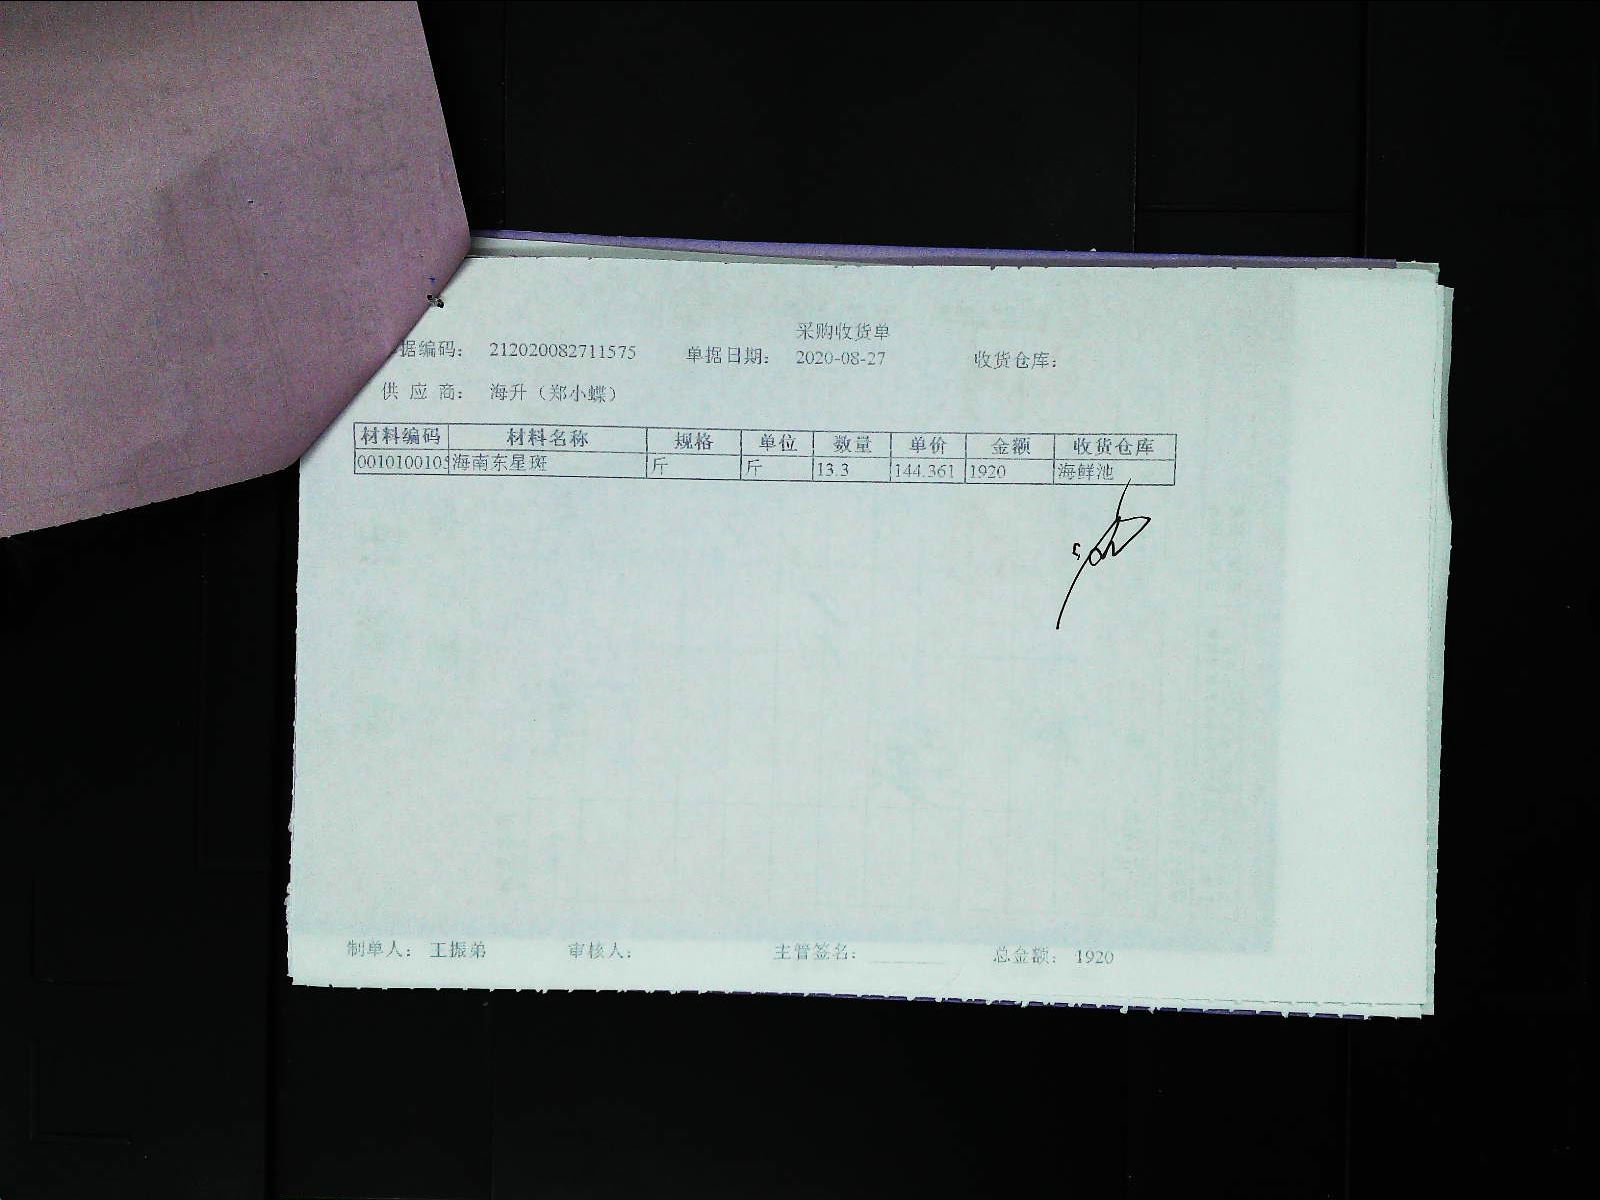 采购收货单
据编码： 212020082711575 单据日期： 2020-08-27 收货仓库：
供应商： 海升（郑小蝶）
材料编码 材料名称 规格 单位 数量 单价 金额 收货仓库
0010100105 海南东星斑 斤 斤 13.3 144.361 1920 海鲜池
制单人： 王振弟 审核人： 主管签名： 总金额： 1920